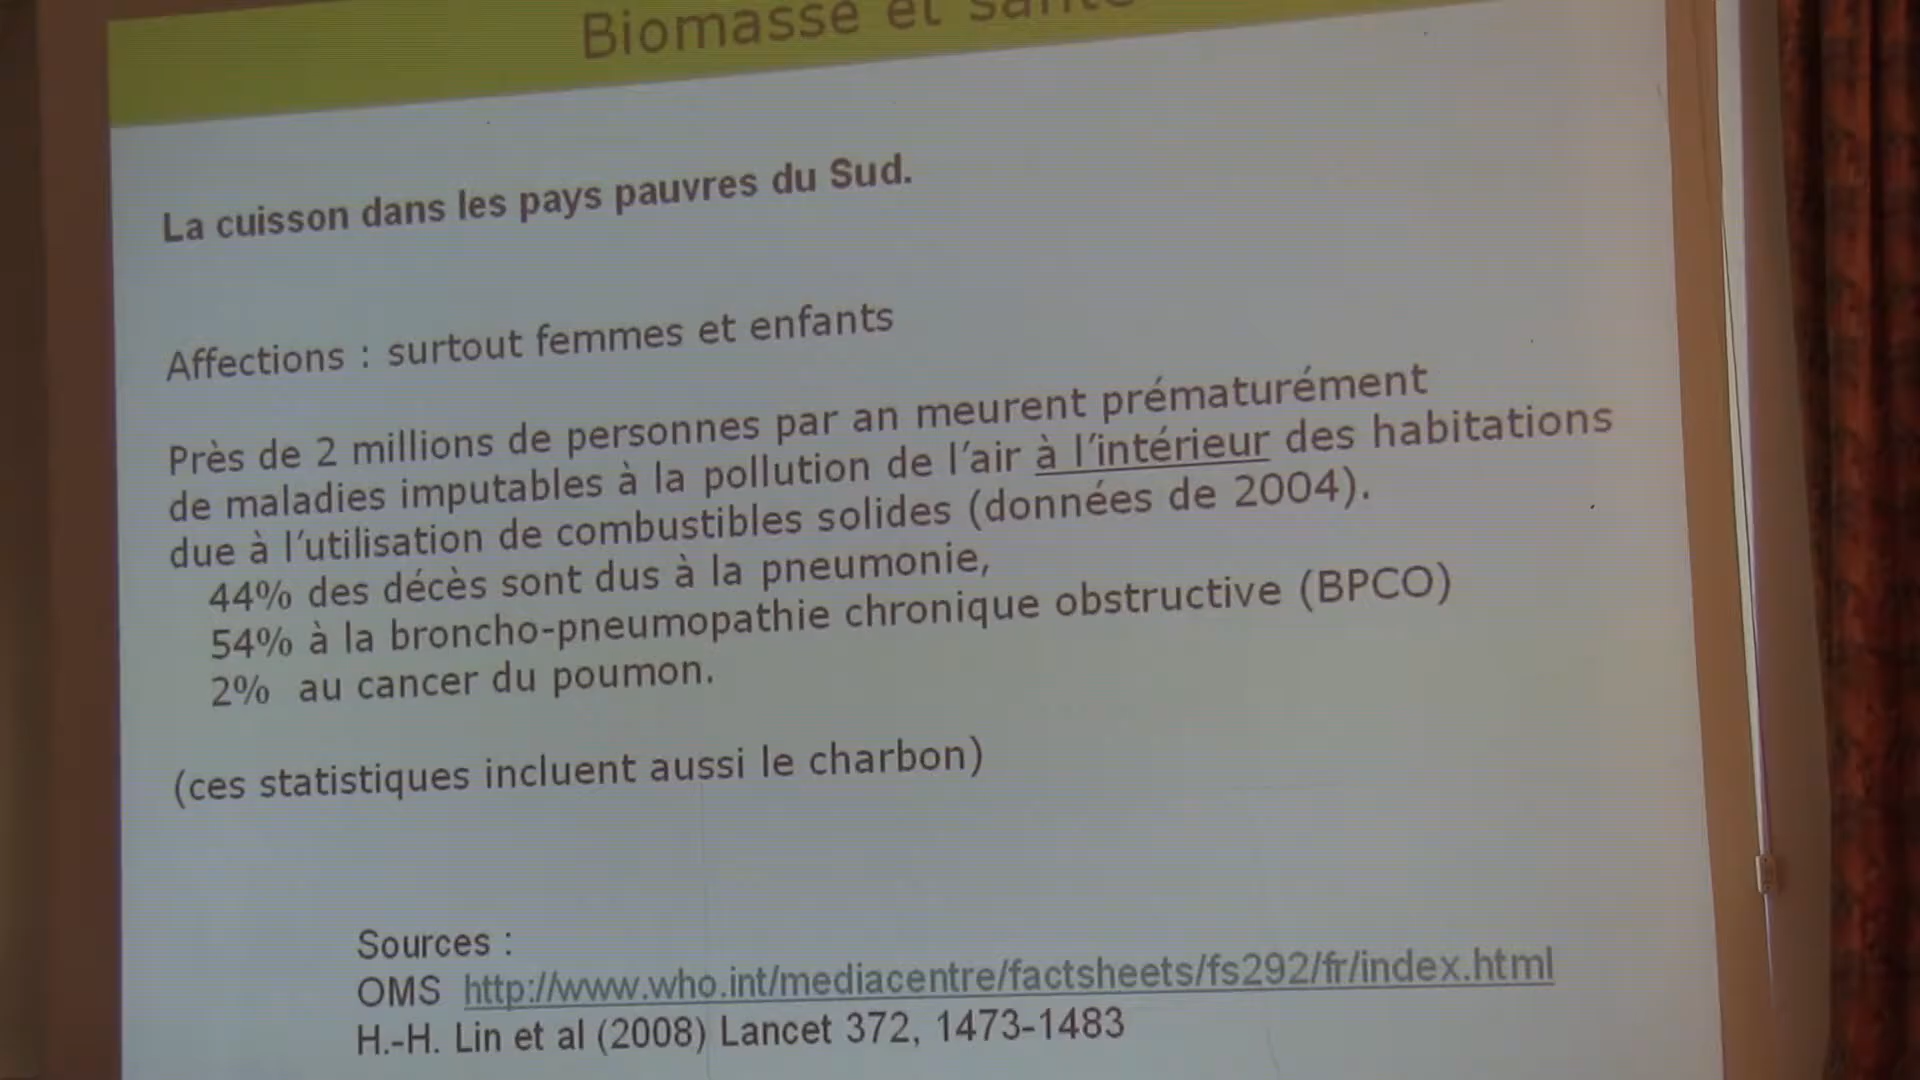 Biomasse et santé
La cuisson dans les pays pauvres du Sud.
Affections : surtout femmes et enfants
Près de 2 millions de personnes par an meurent prématurément
de maladies imputables à la pollution de l'air à l'intérieur des habitations
due à l'utilisation de combustibles solides (données de 2004).
44% des décès sont dus à la pneumonie,
54% à la broncho-pneumopathie chronique obstructive (BPCO)
2% au cancer du poumon.
(ces statistiques incluent aussi le charbon)
Sources :
OMS http://www.who.int/mediacentre/factsheets/fs292/fr/index.html
H.-H. Lin et al (2008) Lancet 372, 1473-1483